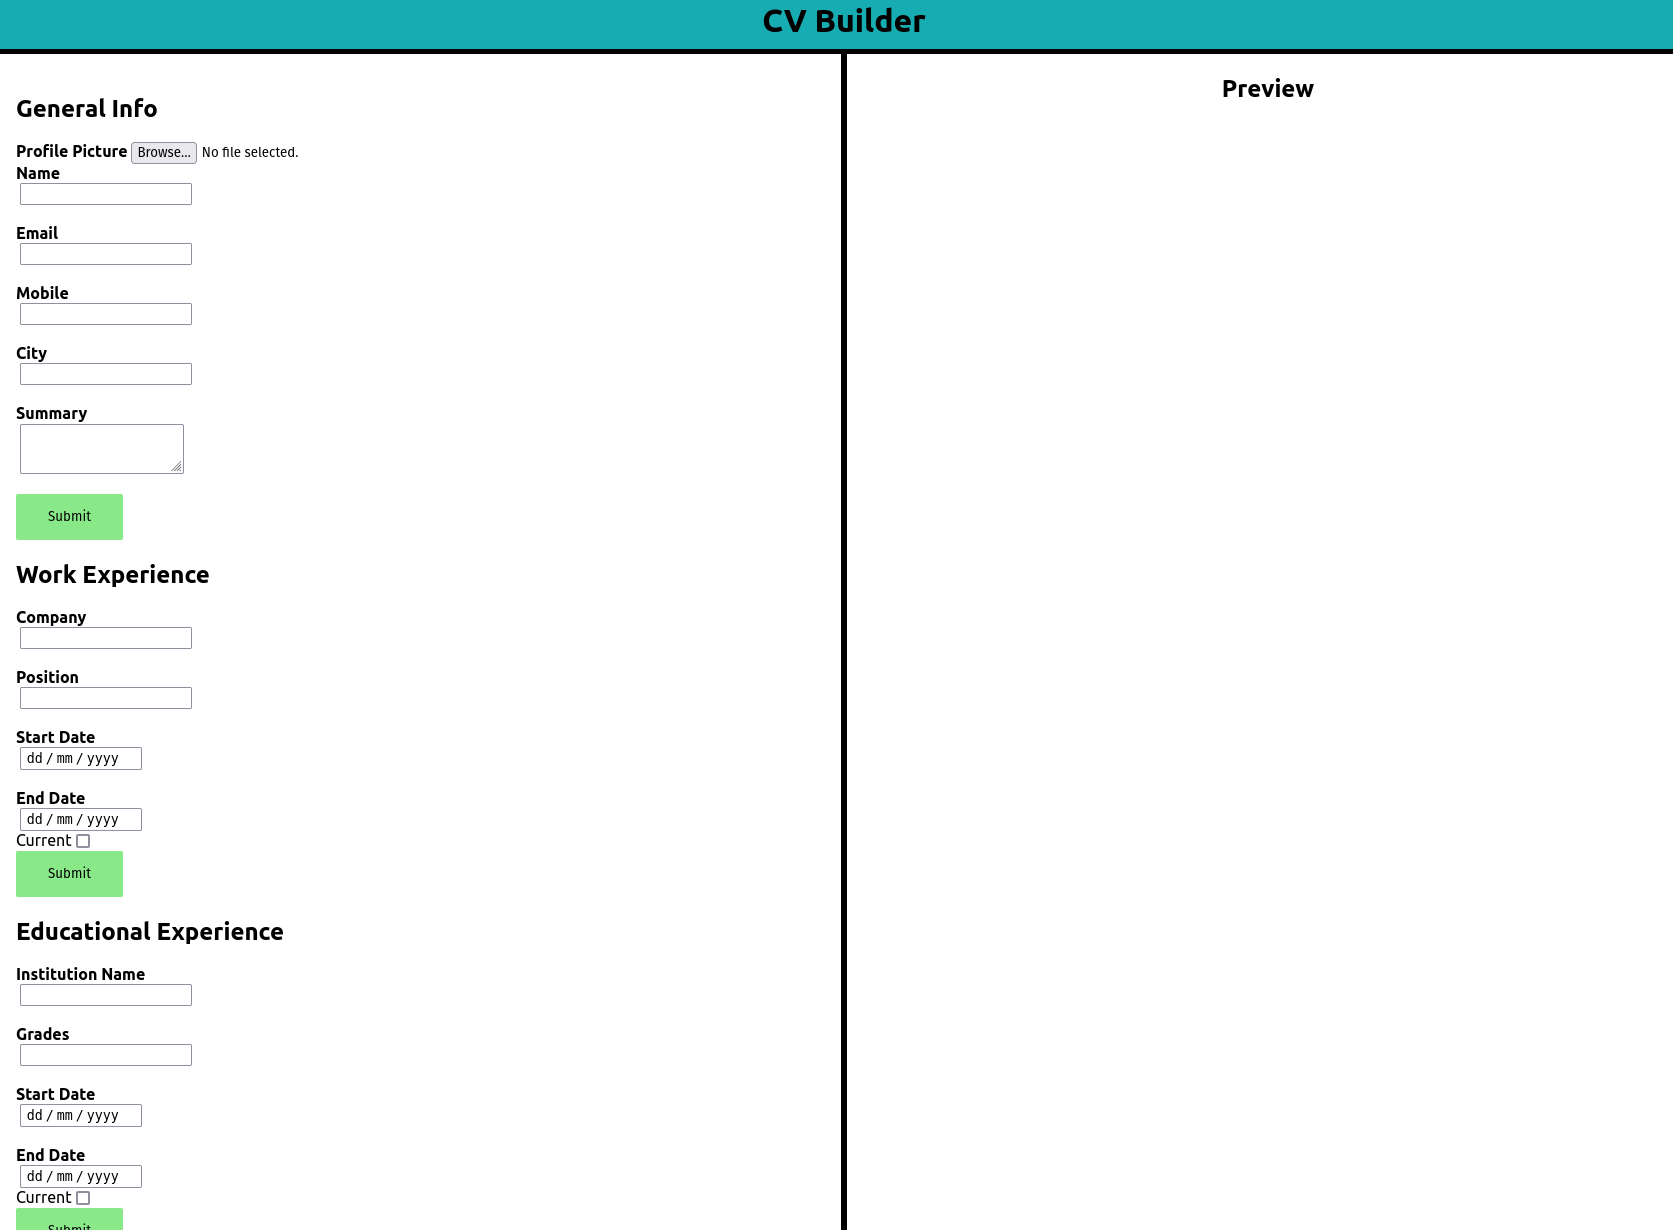 CV Builder
General Info
Profile Picture Browse... No file selected.
Name
Email
Mobile
City
Summary
Submit
Work Experience
Company
Position
Start Date
dd / mm / yyyy
End Date
dd / mm / yyyy
Current
Submit
Educational Experience
Institution Name
Grades
Start Date
dd / mm / yyyy
End Date
dd / mm / yyyy
Current
Submit
Preview